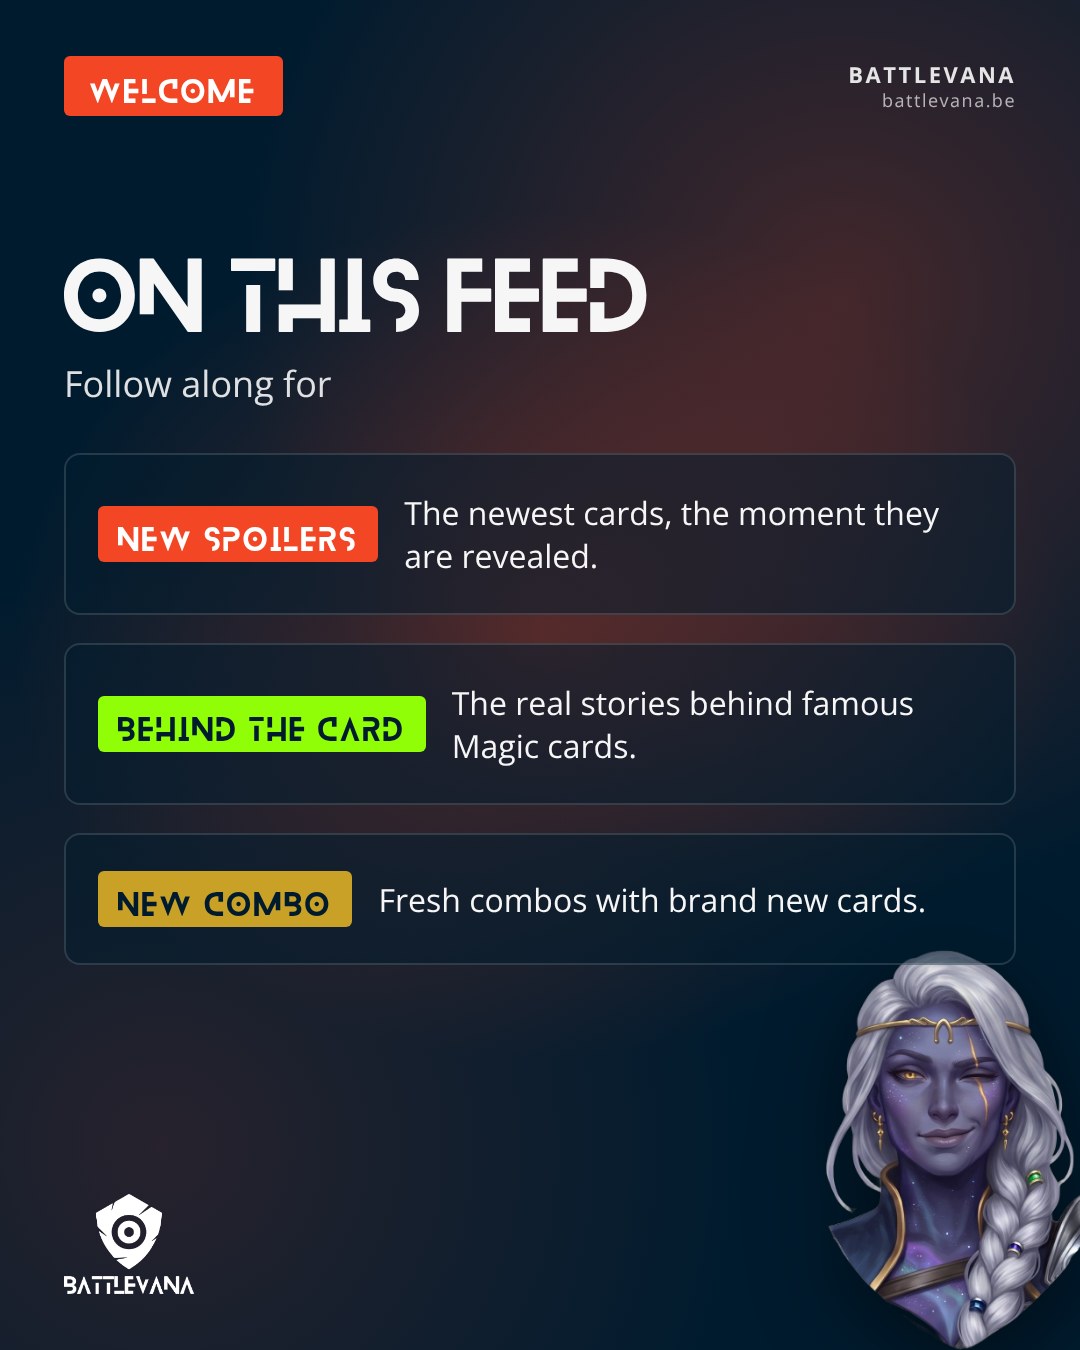 WELCOME
BATTLEVANA
battlevana.be
ON THIS FEED
Follow along for
NEW SPOILERS
The newest cards, the moment they
are revealed.
BEHIND THE CARD
The real stories behind famous
Magic cards.
NEW COMBO
Fresh combos with brand new cards.
BATTLEVANA